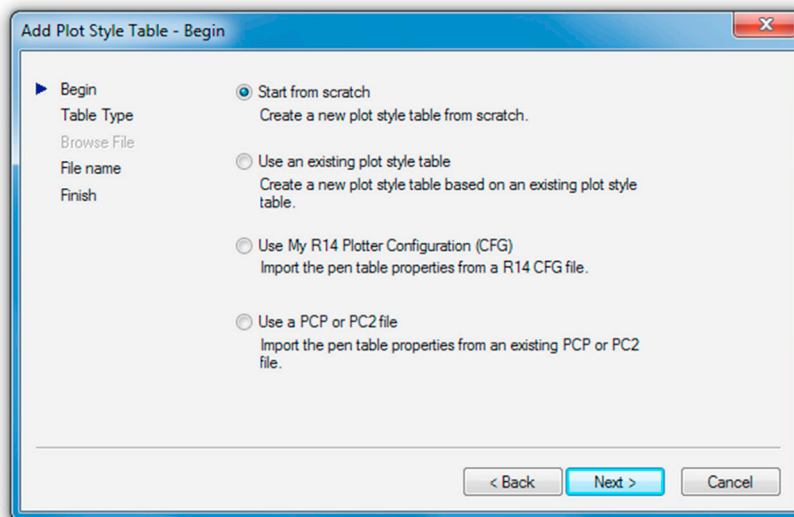 Add Plot Style Table - Begin
Begin
Table Type
Browse File
File name
Finish
Start from scratch
Create a new plot style table from scratch.
Use an existing plot style table
Create a new plot style table based on an existing plot style
table.
Use My R14 Plotter Configuration (CFG)
Import the pen table properties from a R14 CFG file.
Use a PCP or PC2 file
Import the pen table properties from an existing PCP or PC2
file.
< Back
Next >
Cancel